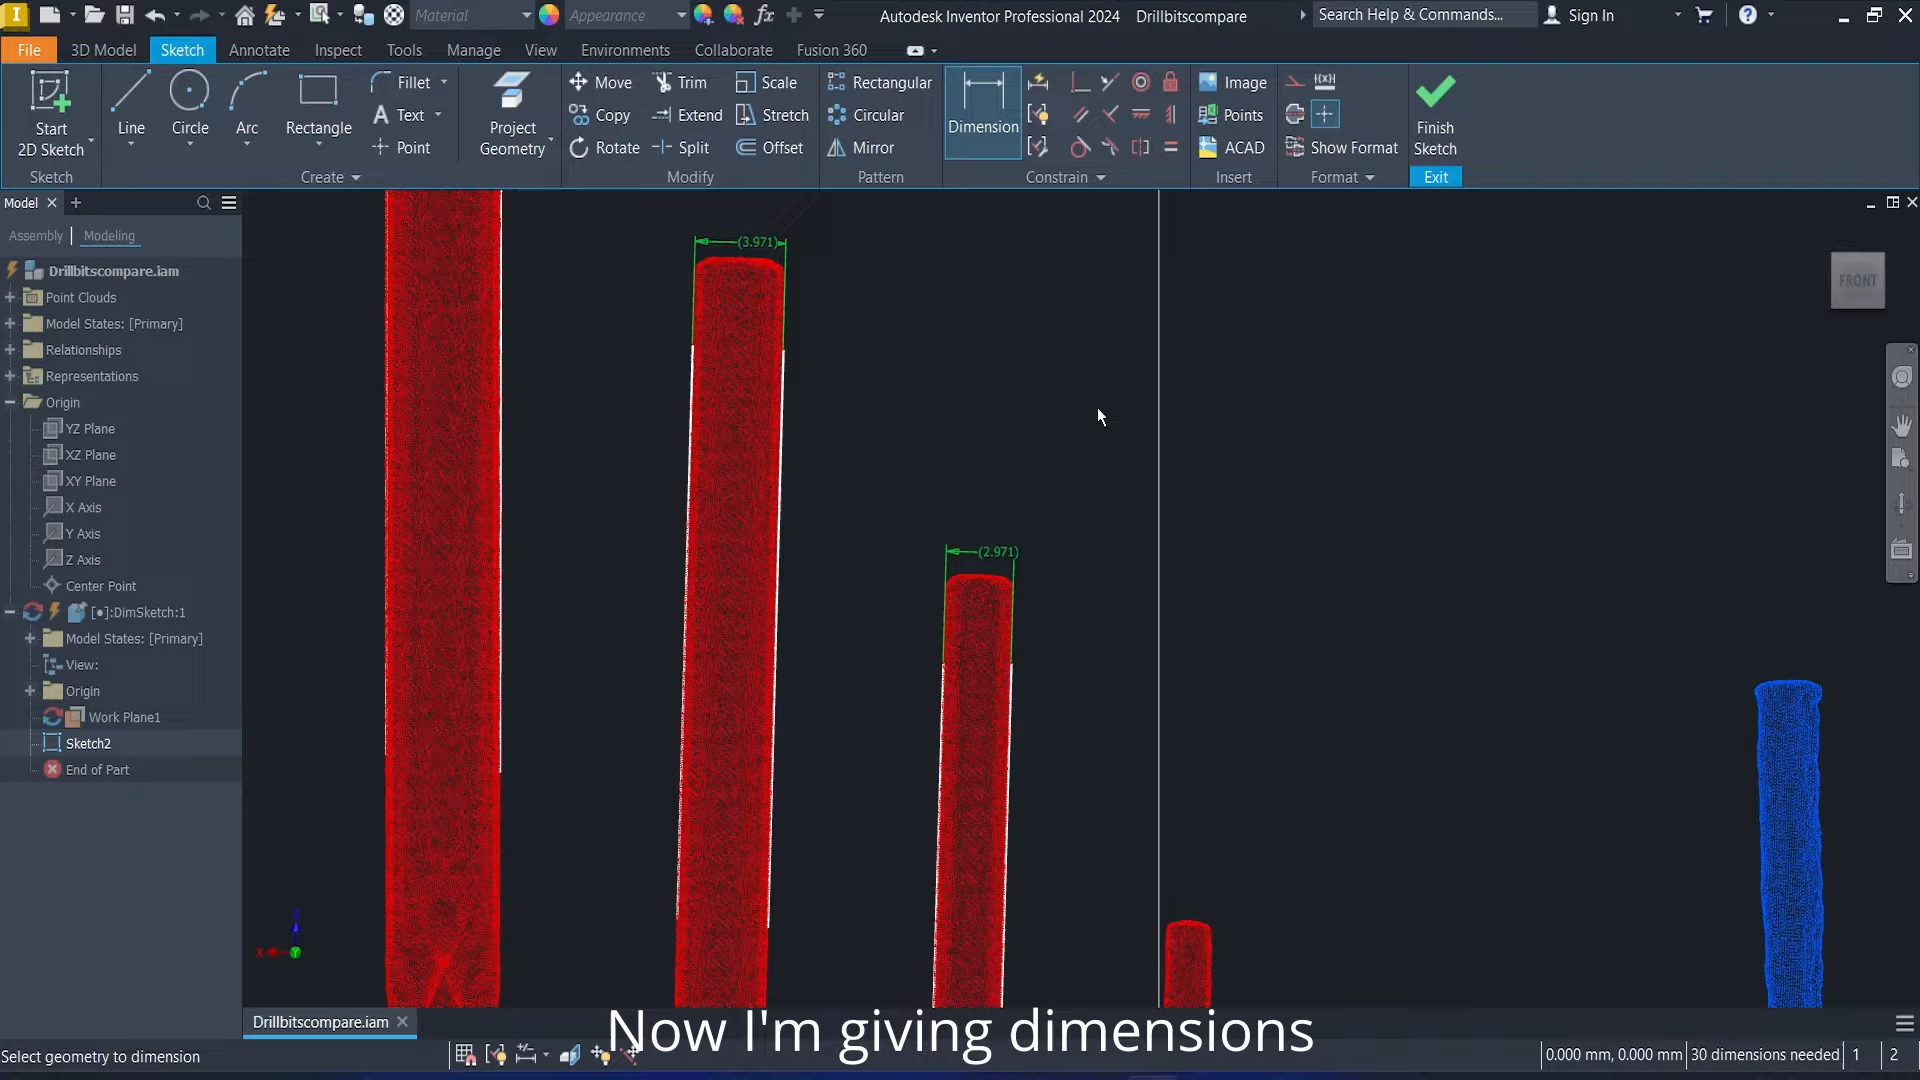 Material
Appearance
fx
Autodesk Inventor Professional 2024 Drillbitscompare
Search Help & Commands...
Sign In
File
3D Model
Sketch
Annotate
Inspect
Tools
Manage
View
Environments
Collaborate
Fusion 360
Start
2D Sketch
Line
Circle
Arc
Rectangle
Fillet
Text
Point
Project
Geometry
Move
Copy
Rotate
Trim
Extend
Split
Scale
Stretch
Offset
Rectangular
Circular
Mirror
Dimension
Image
Points
ACAD
Show Format
Finish
Sketch
Sketch
Create
Modify
Pattern
Constrain
Insert
Format
Exit
Model
Assembly
Modeling
Drillbitscompare.iam
Point Clouds
Model States: [Primary]
Relationships
Representations
Origin
YZ Plane
XZ Plane
XY Plane
X Axis
Y Axis
Z Axis
Center Point
[●]:DimSketch:1
Model States: [Primary]
View:
Origin
Work Plane1
Sketch2
End of Part
(3.971)
(2.971)
FRONT
Z
X
Drillbitscompare.iam
Now I'm giving dimensions
Select geometry to dimension
0.000 mm, 0.000 mm
30 dimensions needed
1
2